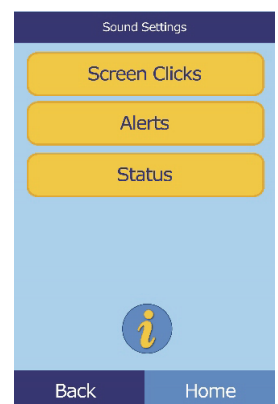 Sound Settings
Screen Clicks
Alerts
Status
i
Back Home